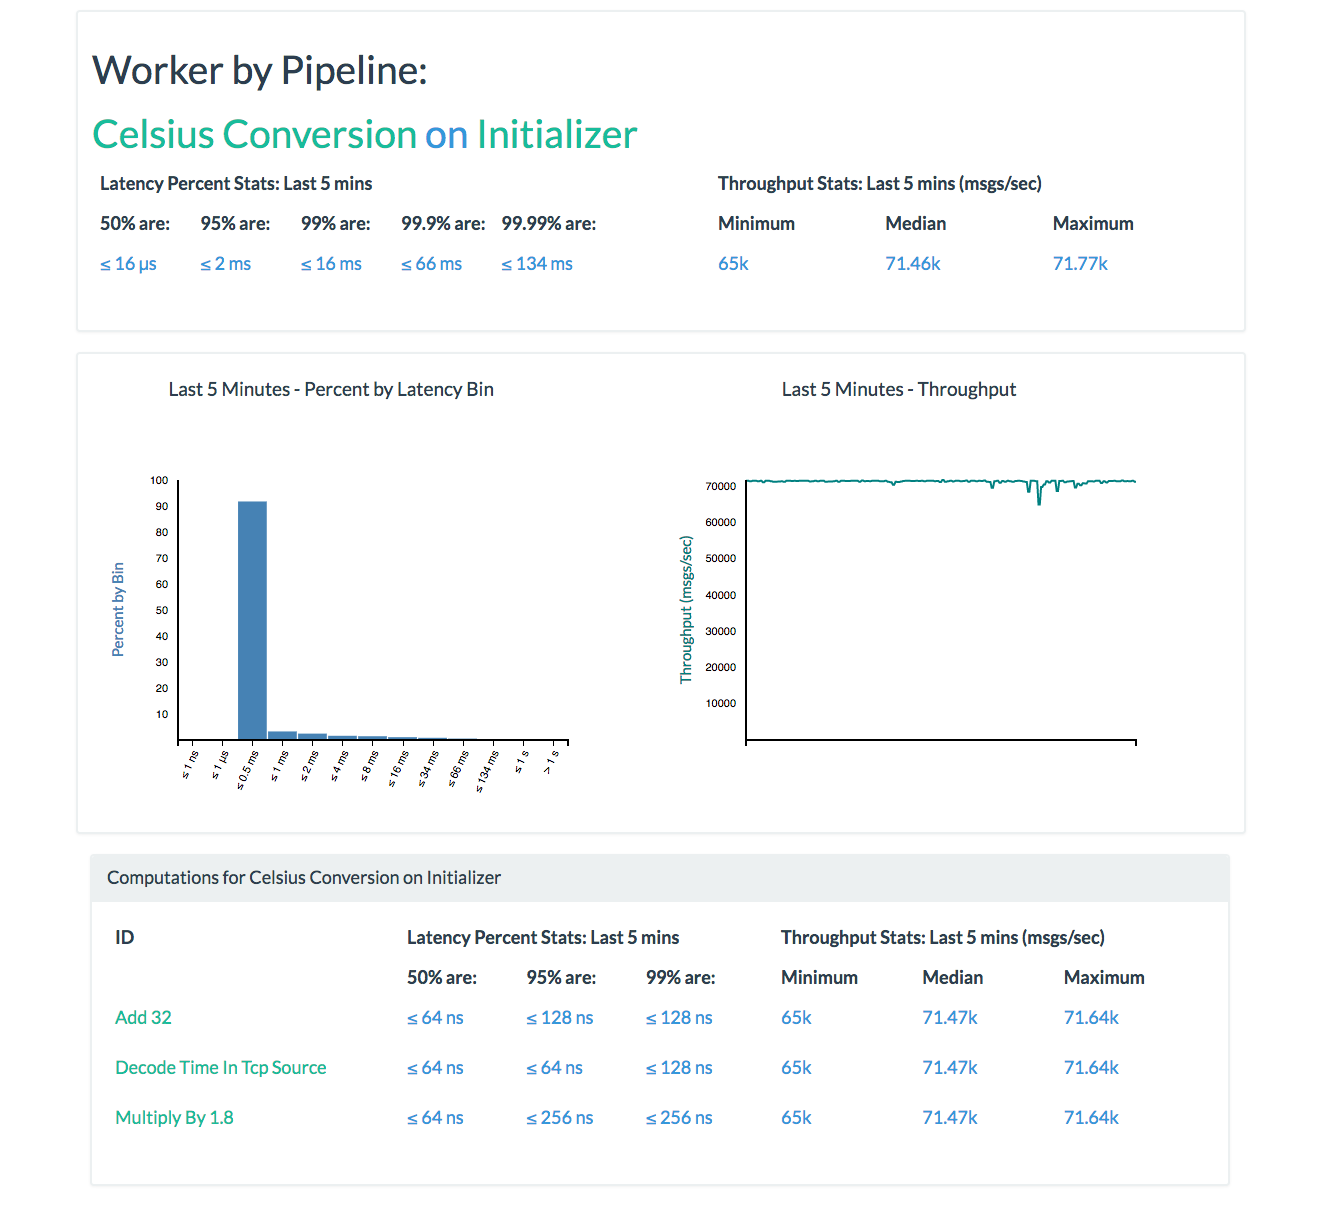 Worker by Pipeline:
Celsius Conversion on Initializer
Latency Percent Stats: Last 5 mins
50% are: 95% are: 99% are: 99.9% are: 99.99% are:
≤ 16 μs ≤ 2 ms ≤ 16 ms ≤ 66 ms ≤ 134 ms
Throughput Stats: Last 5 mins (msgs/sec)
Minimum Median Maximum
65k 71.46k 71.77k
Last 5 Minutes - Percent by Latency Bin
Percent by Bin
100
90
80
70
60
50
40
30
20
10
≤ 1 ns ≤ 1 μs ≤ 0.5 ms ≤ 1 ms ≤ 2 ms ≤ 4 ms ≤ 8 ms ≤ 16 ms ≤ 34 ms ≤ 66 ms ≤ 134 ms ≤ 1 s > 1 s
Last 5 Minutes - Throughput
Throughput (msgs/sec)
70000
60000
50000
40000
30000
20000
10000
Computations for Celsius Conversion on Initializer
ID Latency Percent Stats: Last 5 mins Throughput Stats: Last 5 mins (msgs/sec)
50% are: 95% are: 99% are: Minimum Median Maximum
Add 32 ≤ 64 ns ≤ 128 ns ≤ 128 ns 65k 71.47k 71.64k
Decode Time In Tcp Source ≤ 64 ns ≤ 64 ns ≤ 128 ns 65k 71.47k 71.64k
Multiply By 1.8 ≤ 64 ns ≤ 256 ns ≤ 256 ns 65k 71.47k 71.64k